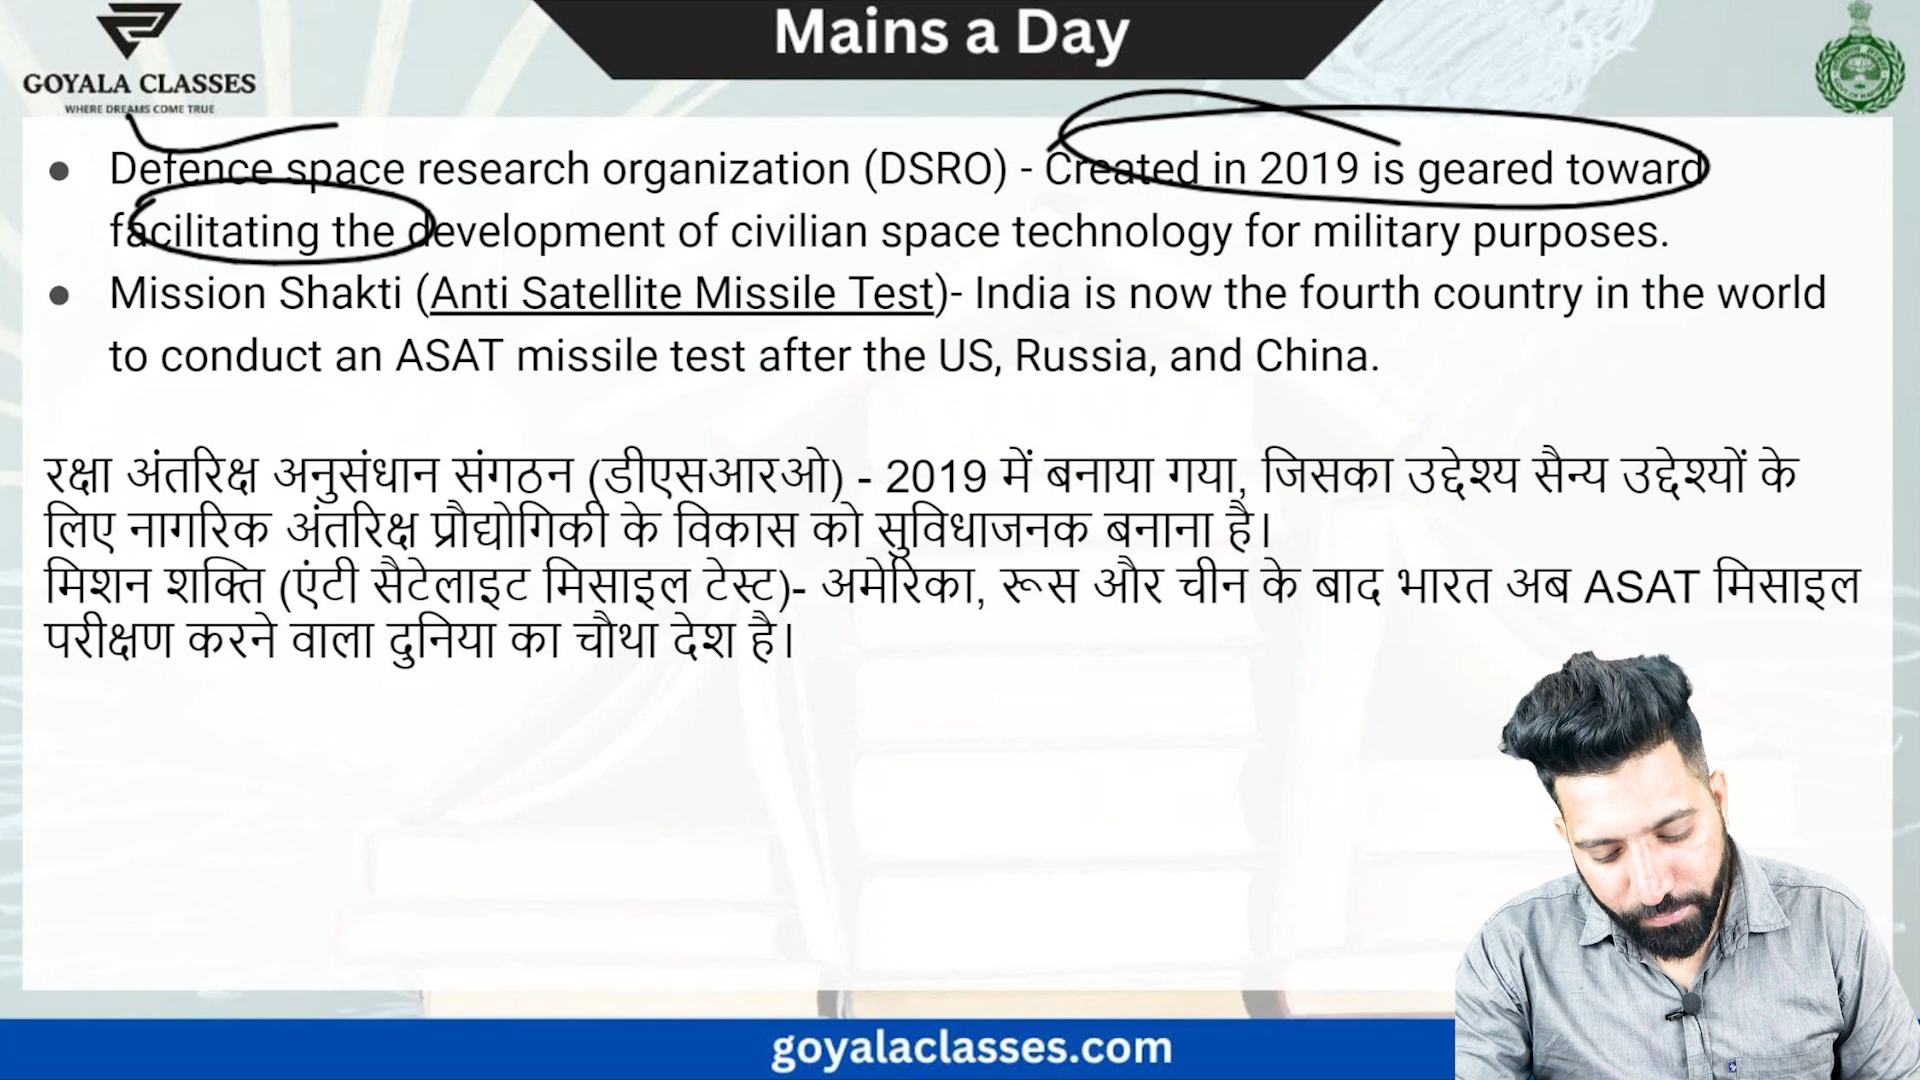 GOYALA CLASSES
WHERE DREAMS COME TRUE
Mains a Day
● Defence space research organization (DSRO) - Created in 2019 is geared toward
facilitating the development of civilian space technology for military purposes.
● Mission Shakti (Anti Satellite Missile Test)- India is now the fourth country in the world
to conduct an ASAT missile test after the US, Russia, and China.
रक्षा अंतरिक्ष अनुसंधान संगठन (डीएसआरओ) - 2019 में बनाया गया, जिसका उद्देश्य सैन्य उद्देश्यों के
लिए नागरिक अंतरिक्ष प्रौद्योगिकी के विकास को सुविधाजनक बनाना है।
मिशन शक्ति (एंटी सैटेलाइट मिसाइल टेस्ट)- अमेरिका, रूस और चीन के बाद भारत अब ASAT मिसाइल
परीक्षण करने वाला दुनिया का चौथा देश है।
goyalaclasses.com